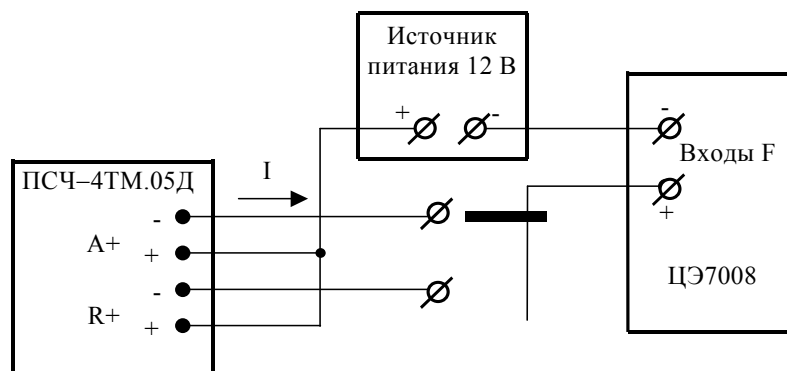 Источник
питания 12 В
+ -
-
Входы F
+
ЦЭ7008
ПСЧ–4ТМ.05Д
I
-
A+
+
-
R+
+